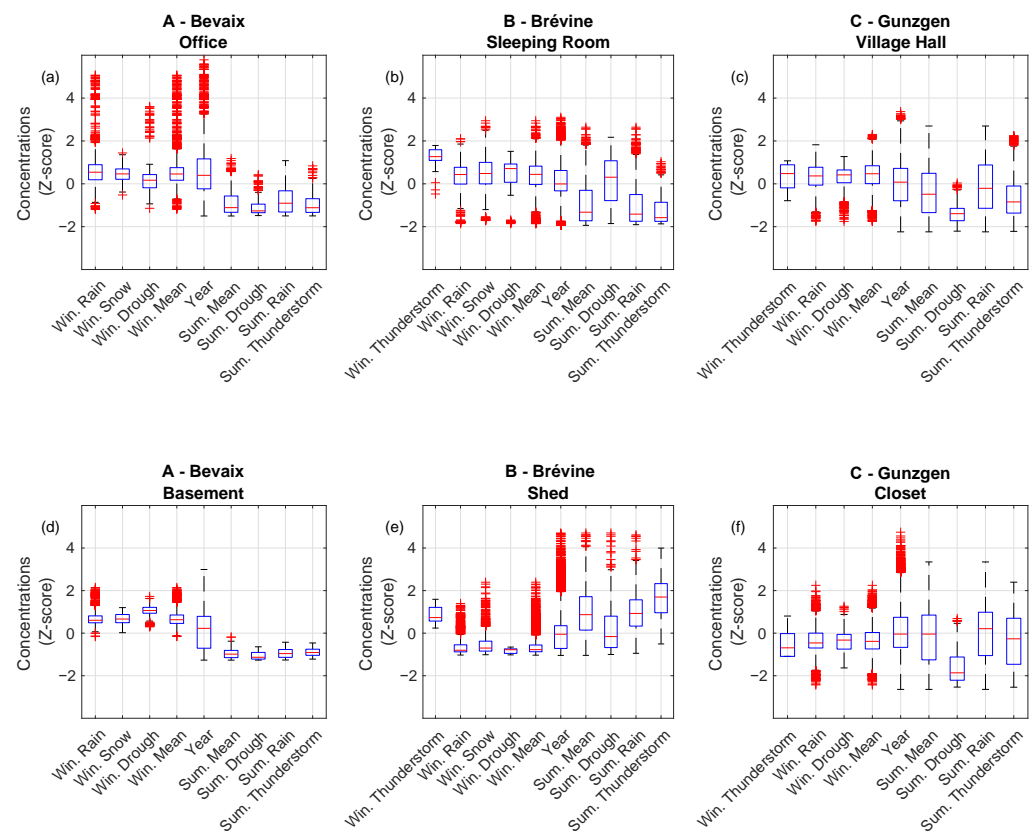 A - Bevaix
Office
(a)
Concentrations
(Z-score)
4
2
0
−2
Win. Rain
Win. Snow
Win. Drough
Win. Mean
Year
Sum. Mean
Sum. Drough
Sum. Rain
Sum. Thunderstorm
B - Brévine
Sleeping Room
(b)
Concentrations
(Z-score)
4
2
0
−2
Win. Thunderstorm
Win. Rain
Win. Snow
Win. Drough
Win. Mean
Year
Sum. Mean
Sum. Drough
Sum. Rain
Sum. Thunderstorm
C - Gunzgen
Village Hall
(c)
Concentrations
(Z-score)
4
2
0
−2
Win. Thunderstorm
Win. Rain
Win. Drough
Win. Mean
Year
Sum. Mean
Sum. Drough
Sum. Rain
Sum. Thunderstorm
A - Bevaix
Basement
(d)
Concentrations
(Z-score)
4
2
0
−2
Win. Rain
Win. Snow
Win. Drough
Win. Mean
Year
Sum. Mean
Sum. Drough
Sum. Rain
Sum. Thunderstorm
B - Brévine
Shed
(e)
Concentrations
(Z-score)
4
2
0
−2
Win. Thunderstorm
Win. Rain
Win. Snow
Win. Drough
Win. Mean
Year
Sum. Mean
Sum. Drough
Sum. Rain
Sum. Thunderstorm
C - Gunzgen
Closet
(f)
Concentrations
(Z-score)
4
2
0
−2
Win. Thunderstorm
Win. Rain
Win. Drough
Win. Mean
Year
Sum. Mean
Sum. Drough
Sum. Rain
Sum. Thunderstorm